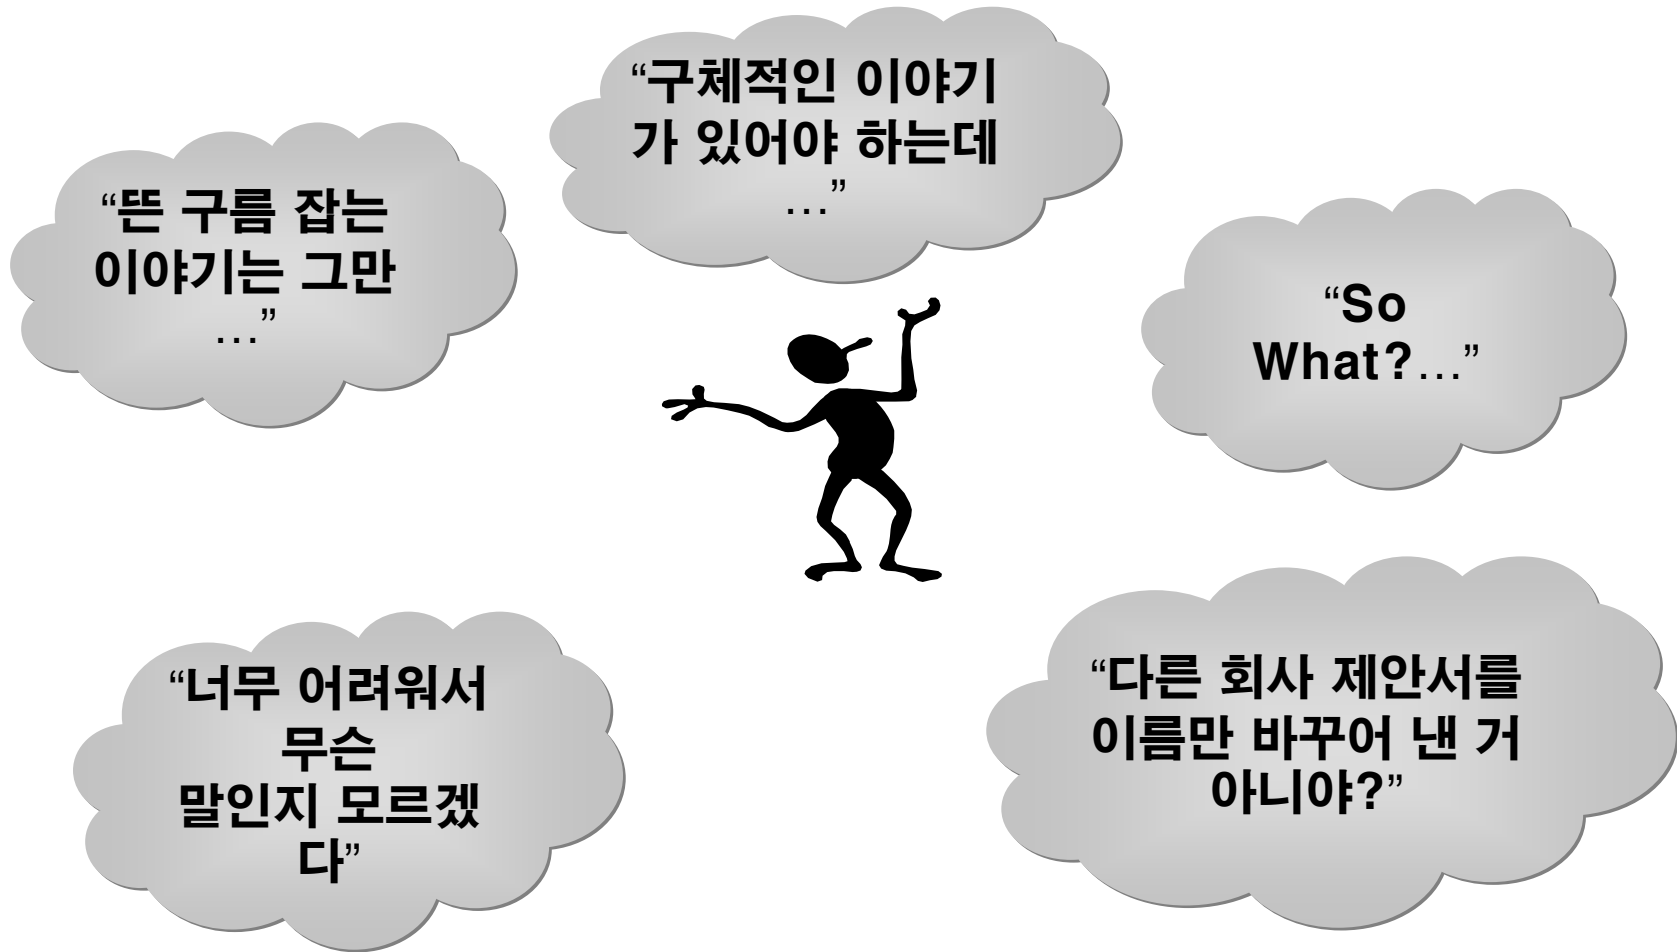 “구체적인 이야기
가 있어야 하는데
…”
“뜬 구름 잡는
이야기는 그만
…”
“So
What?…”
“너무 어려워서
무슨
말인지 모르겠
다”
“다른 회사 제안서를
이름만 바꾸어 낸 거
아니야?”